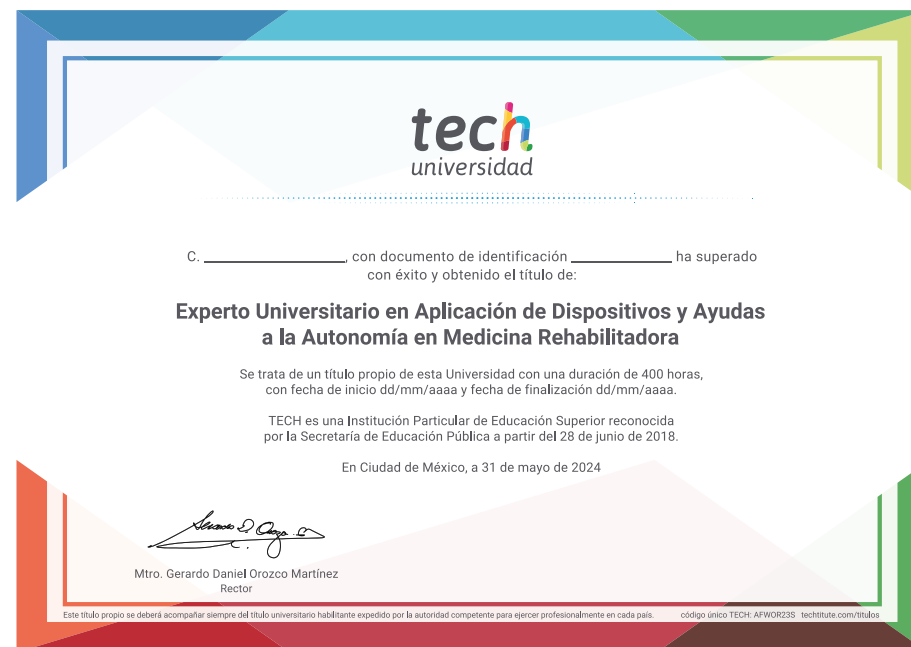 tech
universidad
C. ____________________, con documento de identificación ______________ ha superado
con éxito y obtenido el título de:
Experto Universitario en Aplicación de Dispositivos y Ayudas
a la Autonomía en Medicina Rehabilitadora
Se trata de un título propio de esta Universidad con una duración de 400 horas,
con fecha de inicio dd/mm/aaaa y fecha de finalización dd/mm/aaaa.
TECH es una Institución Particular de Educación Superior reconocida
por la Secretaría de Educación Pública a partir del 28 de junio de 2018.
En Ciudad de México, a 31 de mayo de 2024
Mtro. Gerardo Daniel Orozco Martínez
Rector
Este título propio se deberá acompañar siempre del título universitario habilitante expedido por la autoridad competente para ejercer profesionalmente en cada país. código único TECH: AFWOR23S techtitute.com/titulos